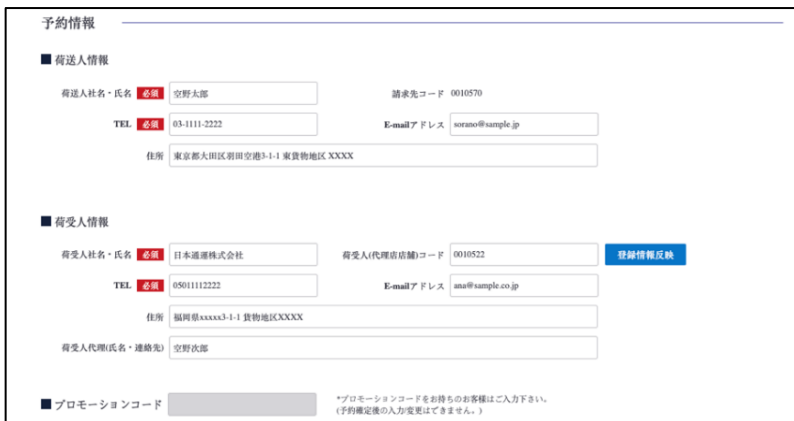 予約情報
■ 荷送人情報
荷送人社名・氏名 必須 空野太郎 請求先コード 0010570
TEL 必須 03-1111-2222 E-mailアドレス sorano@sample.jp
住所 東京都大田区羽田空港3-1-1 東貨物地区 XXXX
■ 荷受人情報
荷受人社名・氏名 必須 日本通運株式会社 荷受人(代理店店舗)コード 0010522 登録情報反映
TEL 必須 05011112222 E-mailアドレス ana@sample.co.jp
住所 福岡県xxxxx3-1-1 貨物地区XXXX
荷受人代理(氏名・連絡先) 空野次郎
■ プロモーションコード *プロモーションコードをお持ちのお客様はご入力下さい。
(予約確定後の入力/変更はできません。)